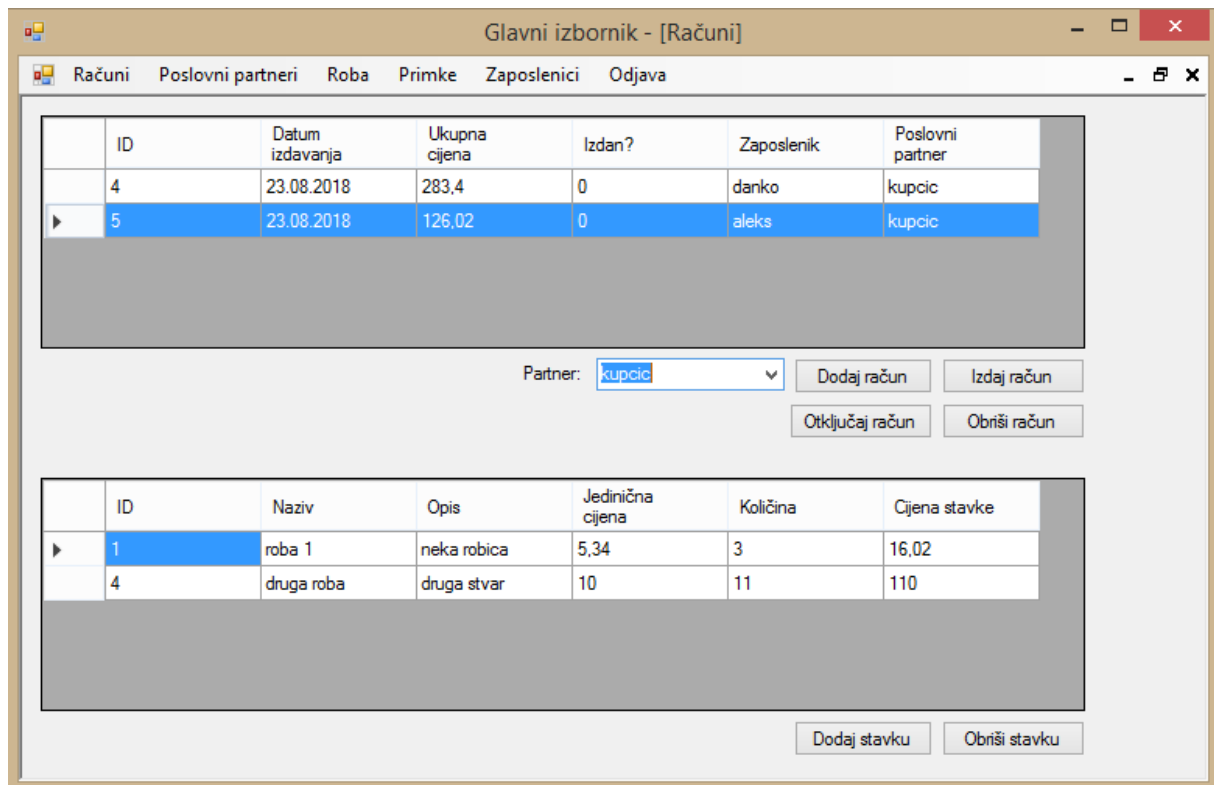 Glavni izbornik - [Računi]
Računi Poslovni partneri Roba Primke Zaposlenici Odjava
ID Datum izdavanja Ukupna cijena Izdan? Zaposlenik Poslovni partner
4 23.08.2018 283,4 0 danko kupcic
5 23.08.2018 126,02 0 aleks kupcic
Partner: kupcic Dodaj račun Izdaj račun
Otključaj račun Obriši račun
ID Naziv Opis Jedinična cijena Količina Cijena stavke
1 roba 1 neka robica 5,34 3 16,02
4 druga roba druga stvar 10 11 110
Dodaj stavku Obriši stavku